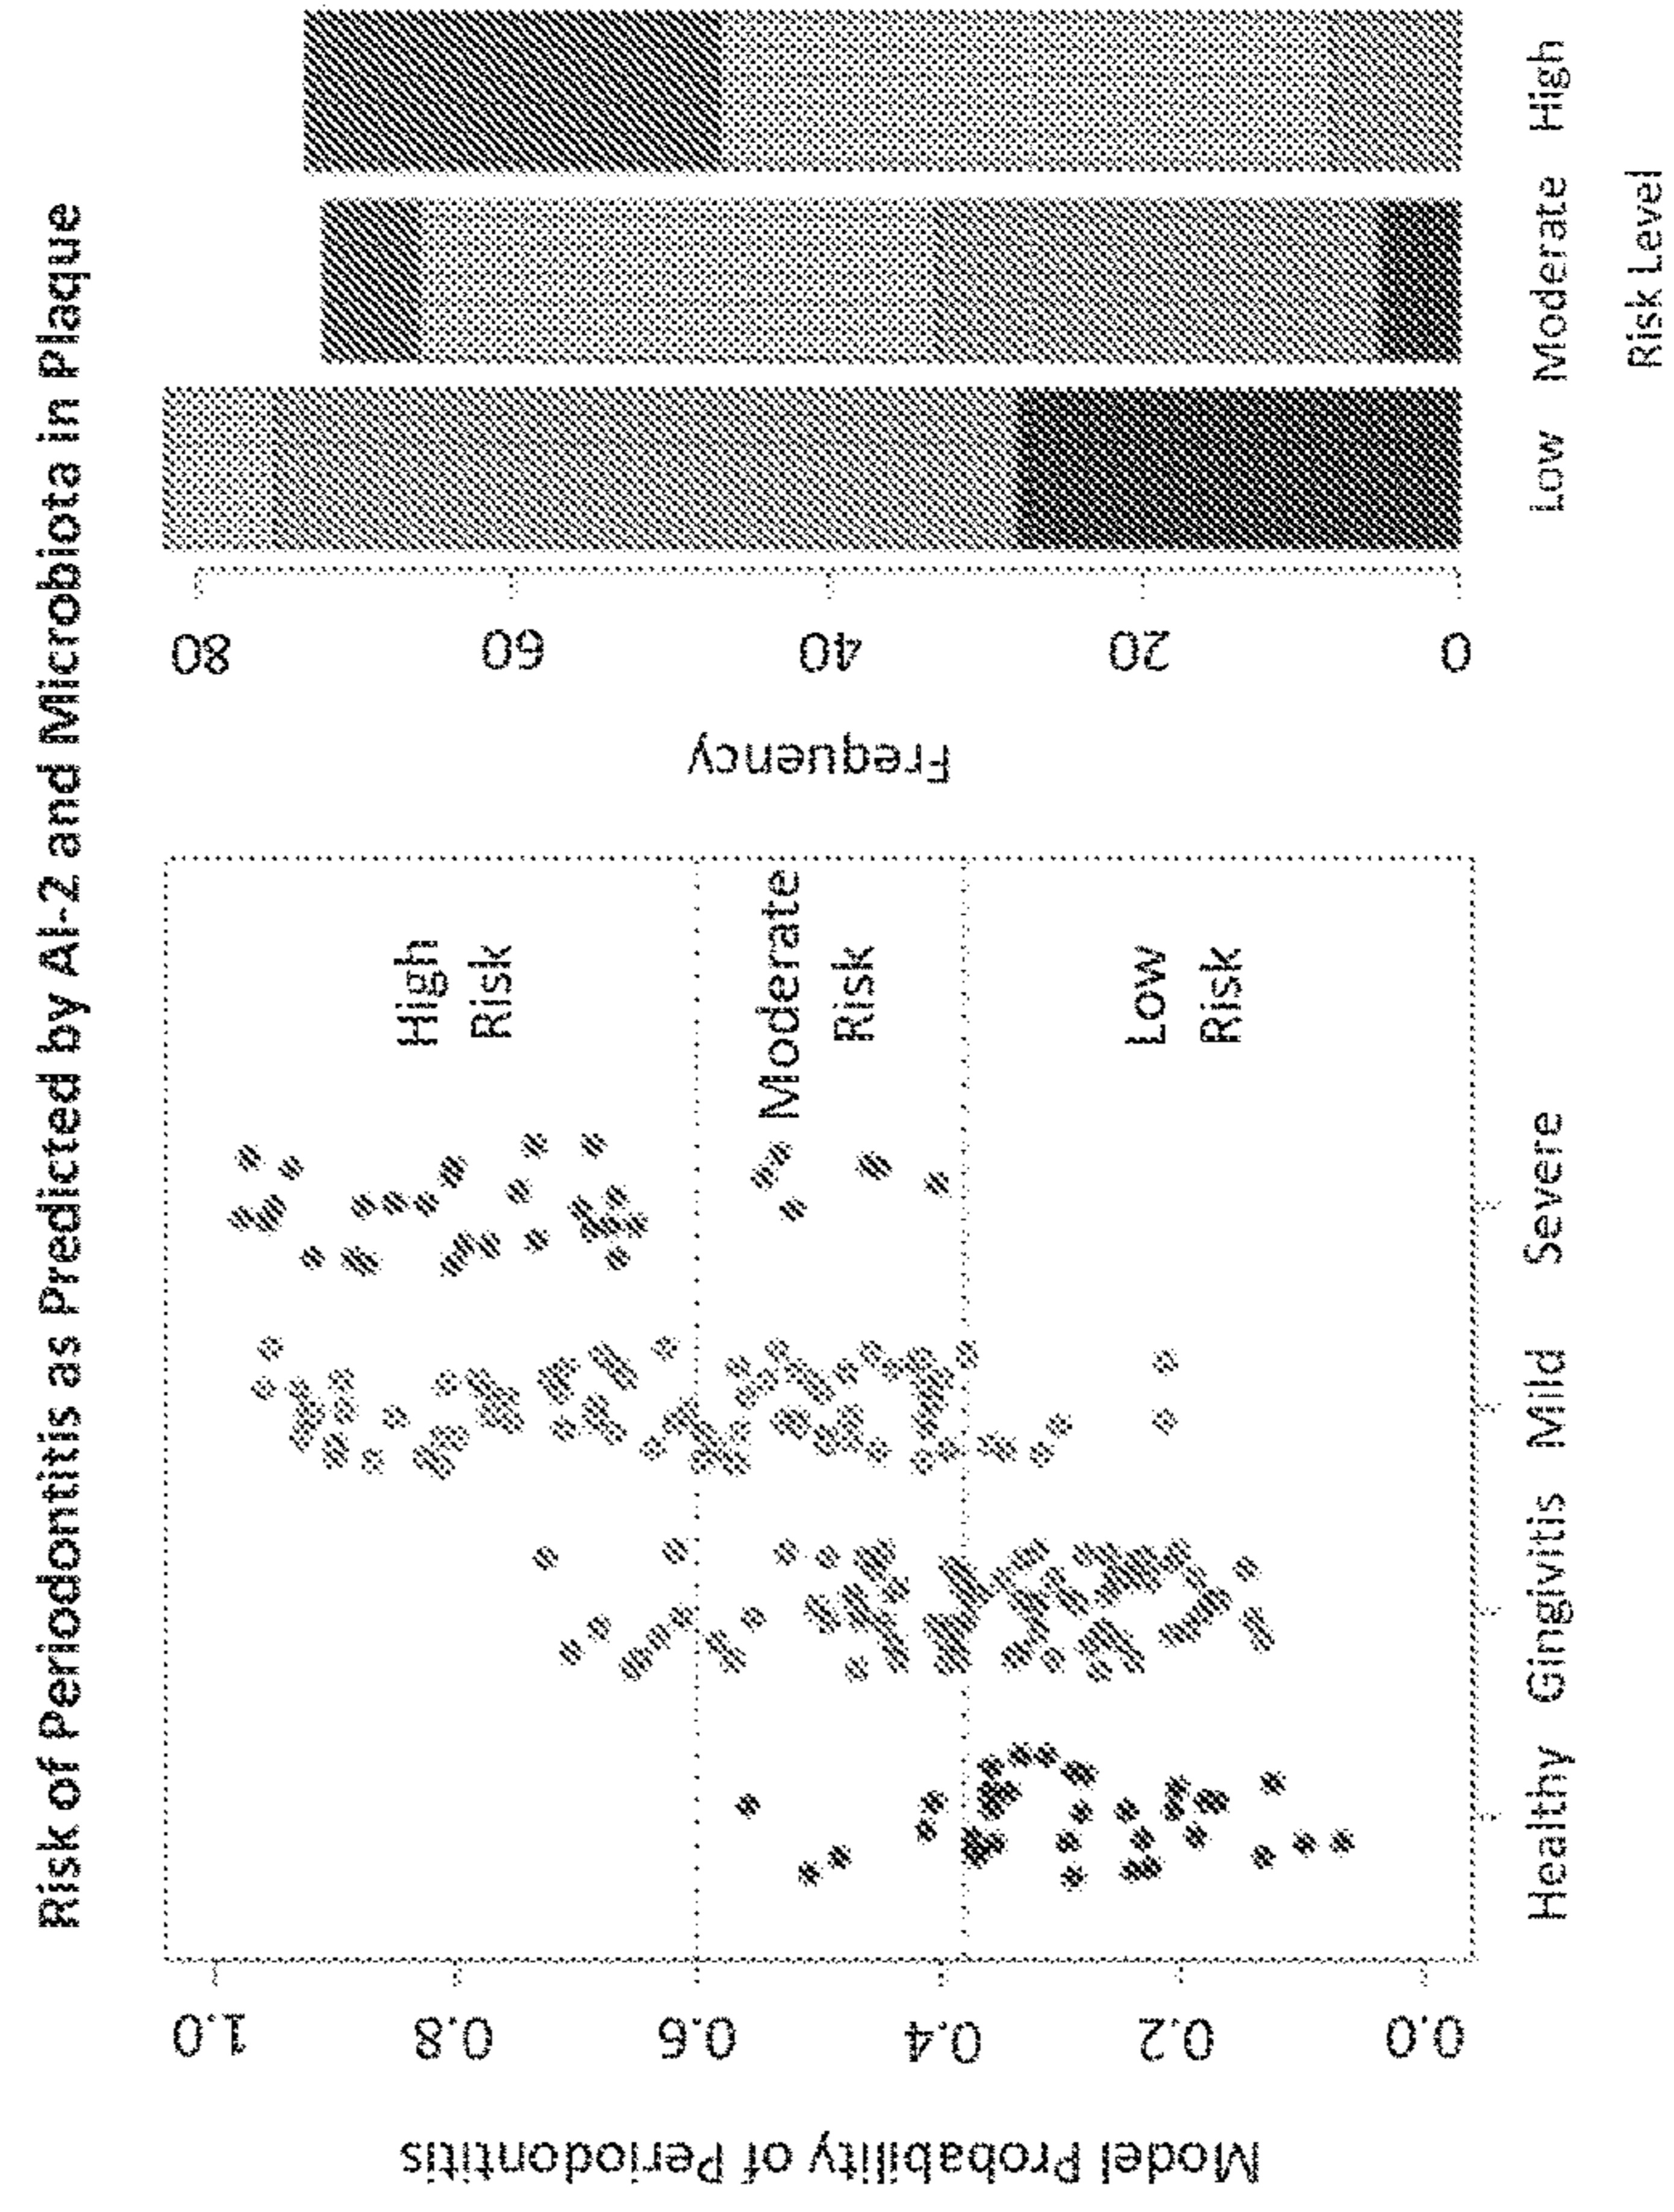 Risk of Periodontitis as Predicted by AI-2 and Microbiota in Plaque
Model Probability of Periodontitis
1.0
0.8
0.6
0.4
0.2
0.0
High
Risk
Moderate
Risk
Low
Risk
Healthy Gingivitis Mild Severe
Frequency
80
60
40
20
0
Low Moderate High
Risk Level